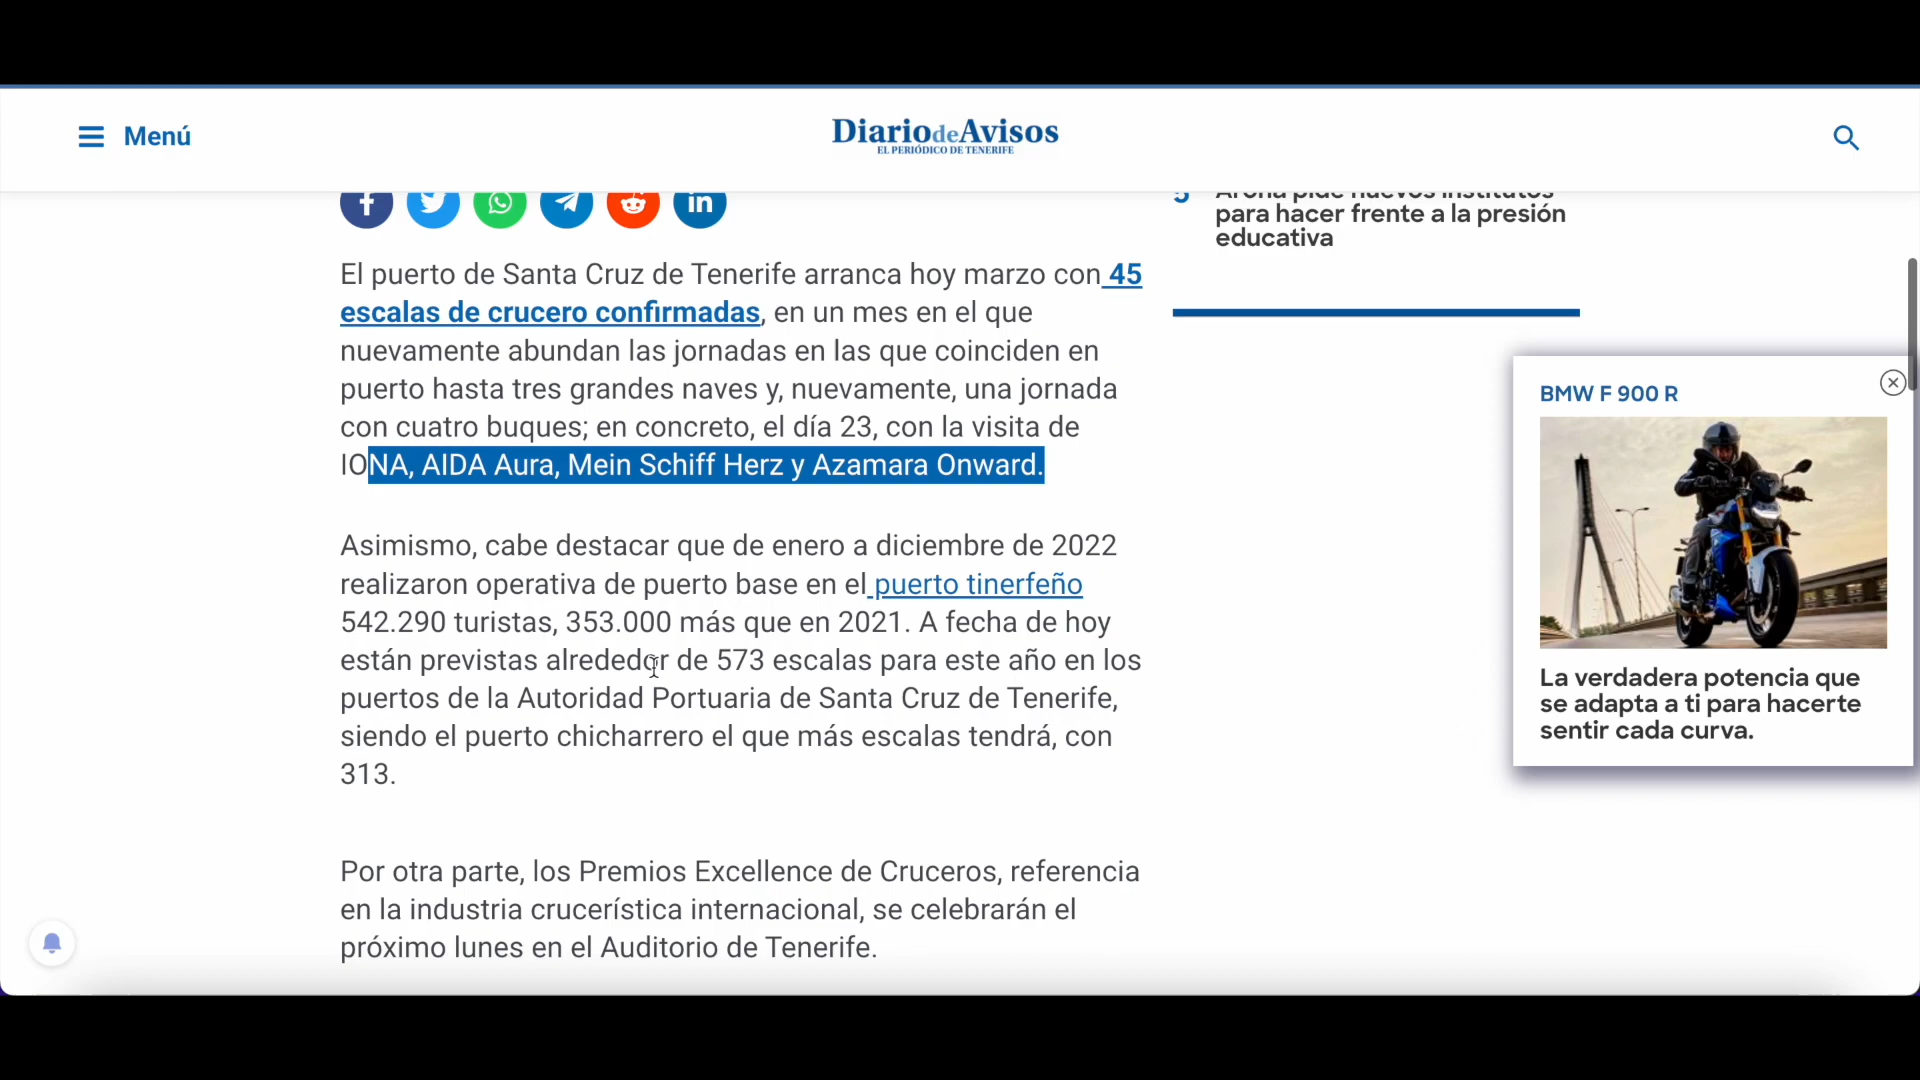 Menú
Diario de Avisos
EL PERIÓDICO DE TENERIFE
El puerto de Santa Cruz de Tenerife arranca hoy marzo con 45
escalas de crucero confirmadas, en un mes en el que
nuevamente abundan las jornadas en las que coinciden en
puerto hasta tres grandes naves y, nuevamente, una jornada
con cuatro buques; en concreto, el día 23, con la visita de
IONA, AIDA Aura, Mein Schiff Herz y Azamara Onward.
Asimismo, cabe destacar que de enero a diciembre de 2022
realizaron operativa de puerto base en el puerto tinerfeño
542.290 turistas, 353.000 más que en 2021. A fecha de hoy
están previstas alrededor de 573 escalas para este año en los
puertos de la Autoridad Portuaria de Santa Cruz de Tenerife,
siendo el puerto chicharrero el que más escalas tendrá, con
313.
Por otra parte, los Premios Excellence de Cruceros, referencia
en la industria crucerística internacional, se celebrarán el
próximo lunes en el Auditorio de Tenerife.
5 Arona pide nuevos institutos
para hacer frente a la presión
educativa
BMW F 900 R
La verdadera potencia que
se adapta a ti para hacerte
sentir cada curva.